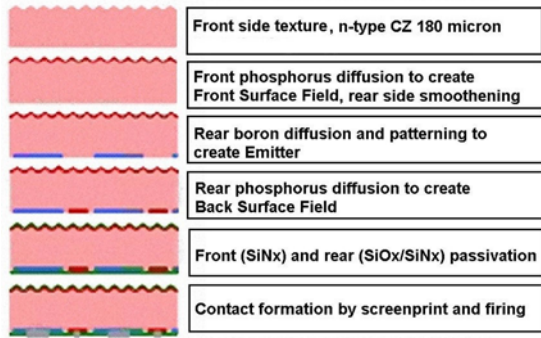 Front side texture, n-type CZ 180 micron
Front phosphorus diffusion to create
Front Surface Field, rear side smoothening
Rear boron diffusion and patterning to
create Emitter
Rear phosphorus diffusion to create
Back Surface Field
Front (SiNx) and rear (SiOx/SiNx) passivation
Contact formation by screenprint and firing